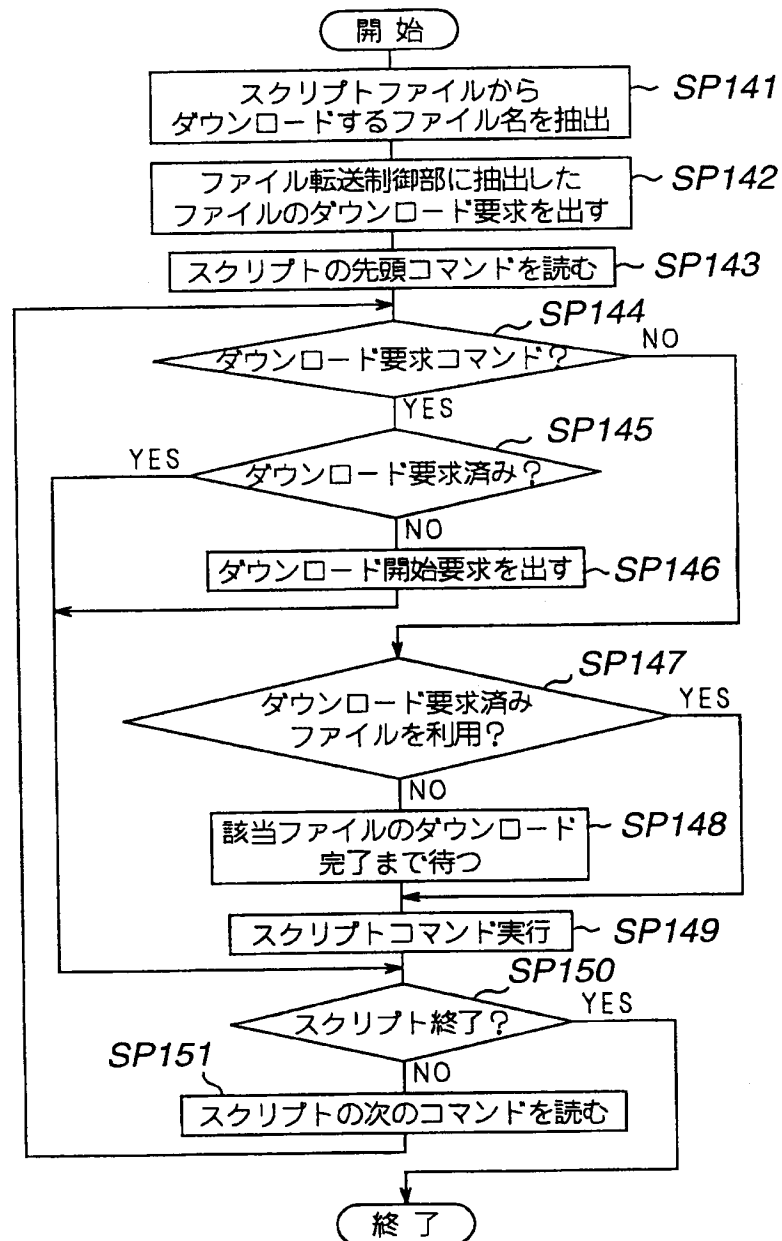 開始
スクリプトファイルから
ダウンロードするファイル名を抽出
SP141
ファイル転送制御部に抽出した
ファイルのダウンロード要求を出す
SP142
スクリプトの先頭コマンドを読む
SP143
SP144
ダウンロード要求コマンド?
NO
YES
SP145
YES
ダウンロード要求済み?
NO
ダウンロード開始要求を出す
SP146
SP147
ダウンロード要求済み
ファイルを利用?
YES
NO
該当ファイルのダウンロード
完了まで待つ
SP148
スクリプトコマンド実行
SP149
SP150
スクリプト終了?
YES
NO
SP151
スクリプトの次のコマンドを読む
終了